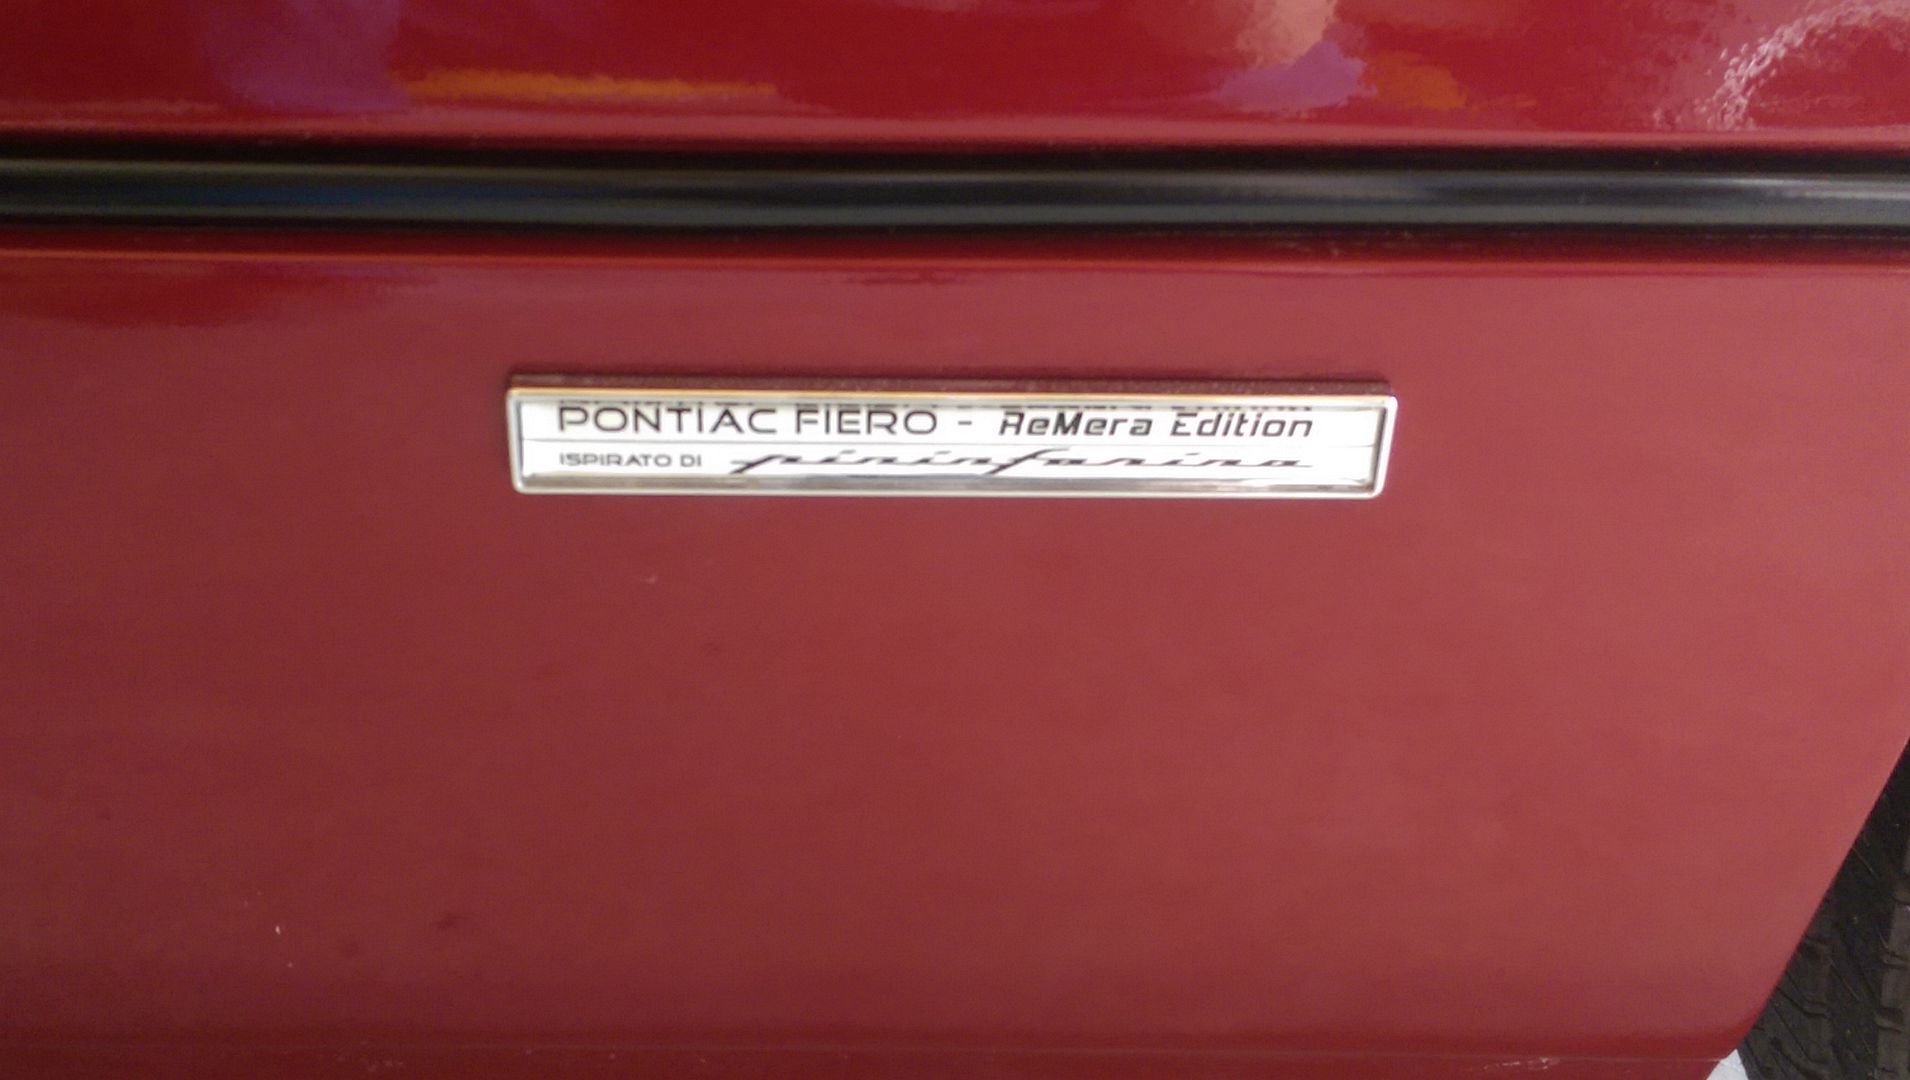 PONTIAC FIERO - ReMera Edition
ISPIRATO DI pininfarina